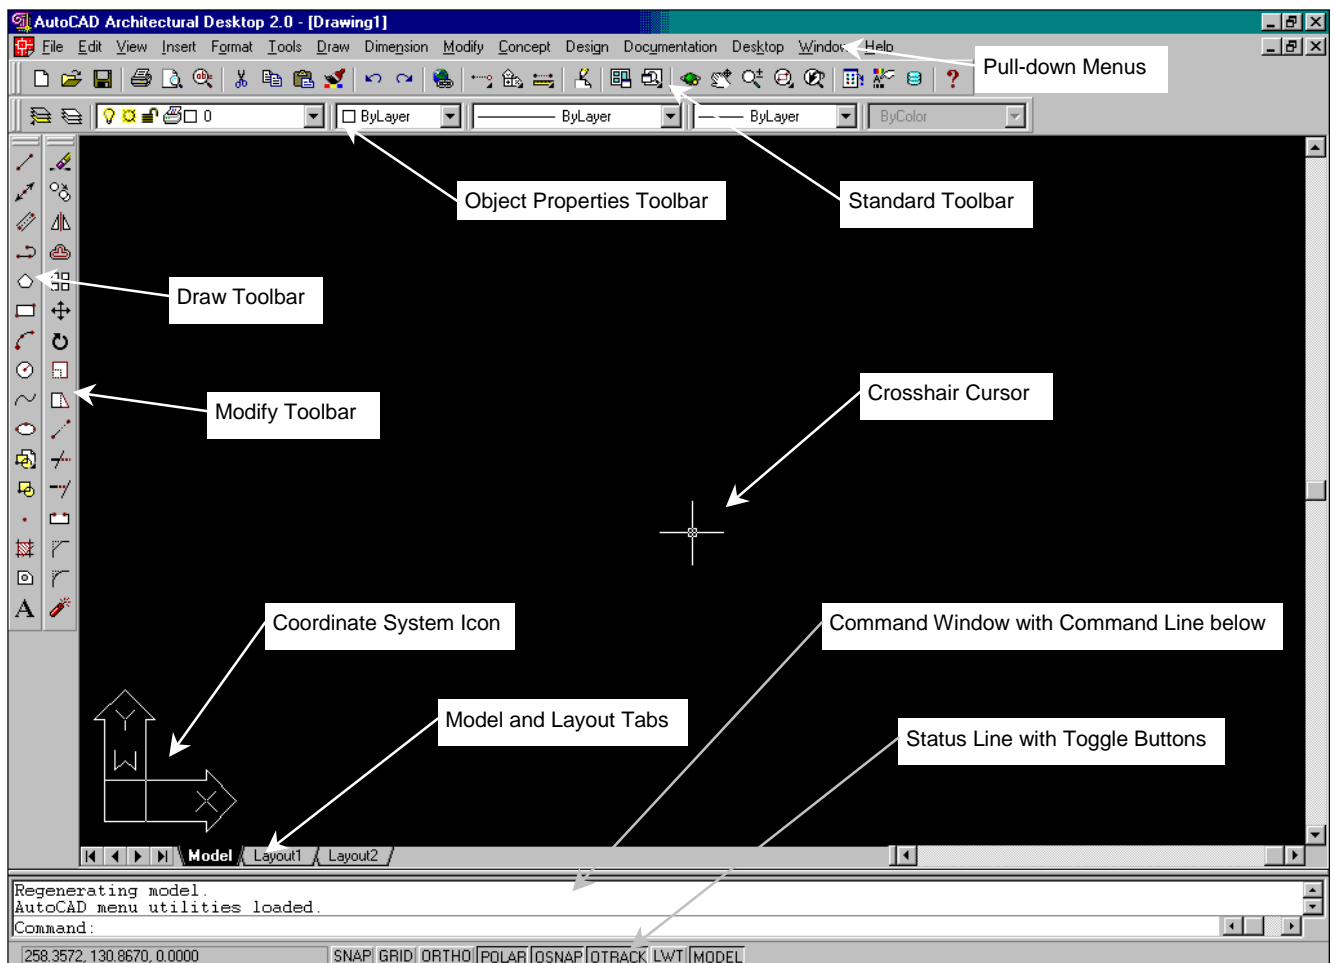 AutoCAD Architectural Desktop 2.0 - [Drawing1]
File Edit View Insert Format Tools Draw Dimension Modify Concept Design Documentation Desktop Window Help
Pull-down Menus
0 ByLayer ByLayer ByLayer ByColor
Object Properties Toolbar
Standard Toolbar
Draw Toolbar
Crosshair Cursor
Modify Toolbar
Coordinate System Icon
Command Window with Command Line below
Model and Layout Tabs
Status Line with Toggle Buttons
Y
W
X
Model Layout1 Layout2
Regenerating model.
AutoCAD menu utilities loaded.
Command:
258.3572, 130.8670, 0.0000 SNAP GRID ORTHO POLAR OSNAP OTRACK LWT MODEL